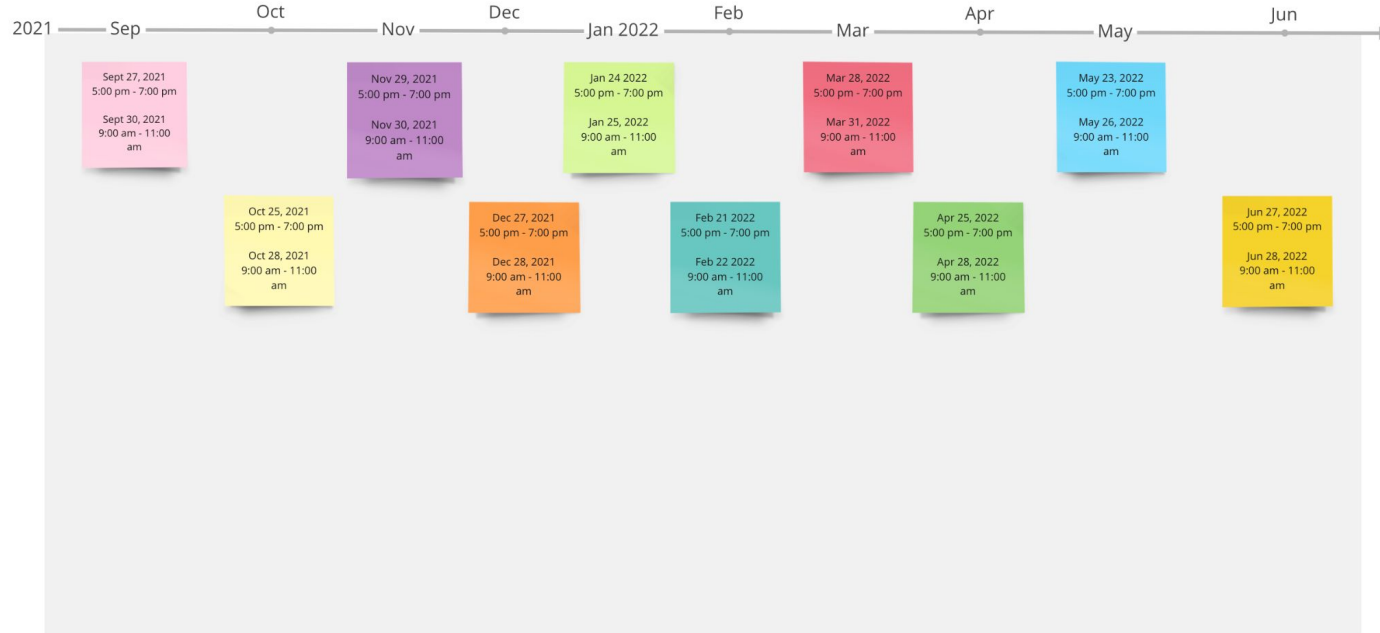 2021
Sep
Oct
Nov
Dec
Jan 2022
Feb
Mar
Apr
May
Jun
Sept 27, 2021
5:00 pm - 7:00 pm
Sept 30, 2021
9:00 am - 11:00
am
Nov 29, 2021
5:00 pm - 7:00 pm
Nov 30, 2021
9:00 am - 11:00
am
Jan 24 2022
5:00 pm - 7:00 pm
Jan 25, 2022
9:00 am - 11:00
am
Mar 28, 2022
5:00 pm - 7:00 pm
Mar 31, 2022
9:00 am - 11:00
am
May 23, 2022
5:00 pm - 7:00 pm
May 26, 2022
9:00 am - 11:00
am
Oct 25, 2021
5:00 pm - 7:00 pm
Oct 28, 2021
9:00 am - 11:00
am
Dec 27, 2021
5:00 pm - 7:00 pm
Dec 28, 2021
9:00 am - 11:00
am
Feb 21 2022
5:00 pm - 7:00 pm
Feb 22 2022
9:00 am - 11:00
am
Apr 25, 2022
5:00 pm - 7:00 pm
Apr 28, 2022
9:00 am - 11:00
am
Jun 27, 2022
5:00 pm - 7:00 pm
Jun 28, 2022
9:00 am - 11:00
am